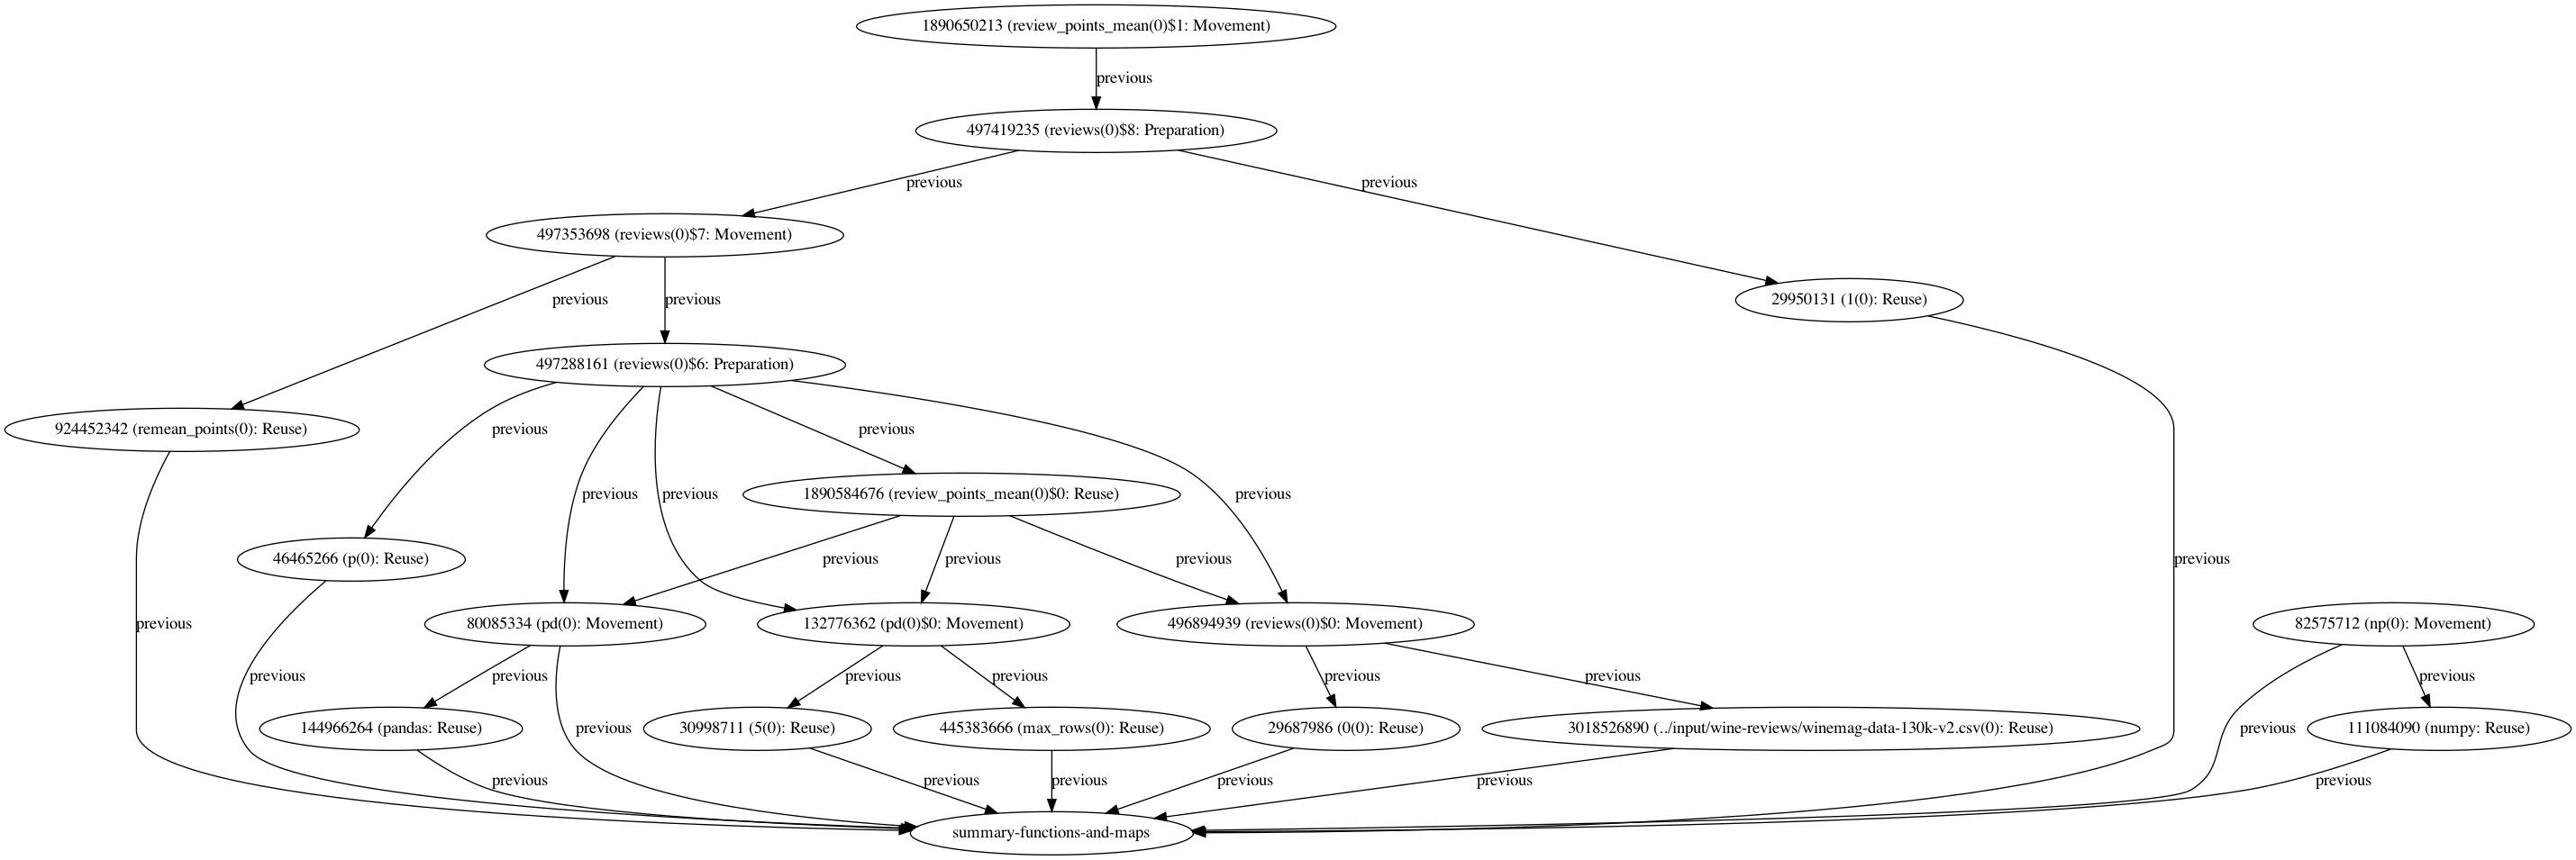 1890650213 (review_points_mean(0)$1: Movement)
previous
497419235 (reviews(0)$8: Preparation)
previous
previous
497353698 (reviews(0)$7: Movement)
29950131 (1(0): Reuse)
previous
previous
497288161 (reviews(0)$6: Preparation)
924452342 (remean_points(0): Reuse)
previous
previous
previous
previous
previous
1890584676 (review_points_mean(0)$0: Reuse)
46465266 (p(0): Reuse)
previous
previous
previous
previous
previous
80085334 (pd(0): Movement)
132776362 (pd(0)$0: Movement)
496894939 (reviews(0)$0: Movement)
82575712 (np(0): Movement)
previous
previous
previous
previous
previous
previous
previous
previous
144966264 (pandas: Reuse)
30998711 (5(0): Reuse)
445383666 (max_rows(0): Reuse)
29687986 (0(0): Reuse)
3018526890 (../input/wine-reviews/winemag-data-130k-v2.csv(0): Reuse)
111084090 (numpy: Reuse)
previous
previous
previous
previous
previous
previous
previous
previous
summary-functions-and-maps